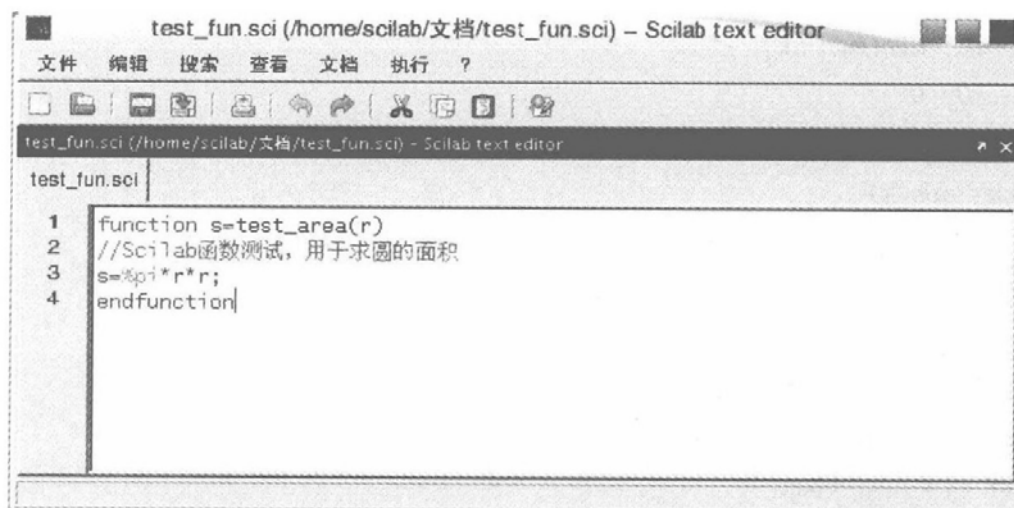 test_fun.sci (/home/scilab/文档/test_fun.sci) – Scilab text editor
文件 编辑 搜索 查看 文档 执行 ?
test_fun.sci (/home/scilab/文档/test_fun.sci) - Scilab text editor
test_fun.sci
1 function s=test_area(r)
2 //Scilab函数测试，用于求圆的面积
3 s=%pi*r*r;
4 endfunction